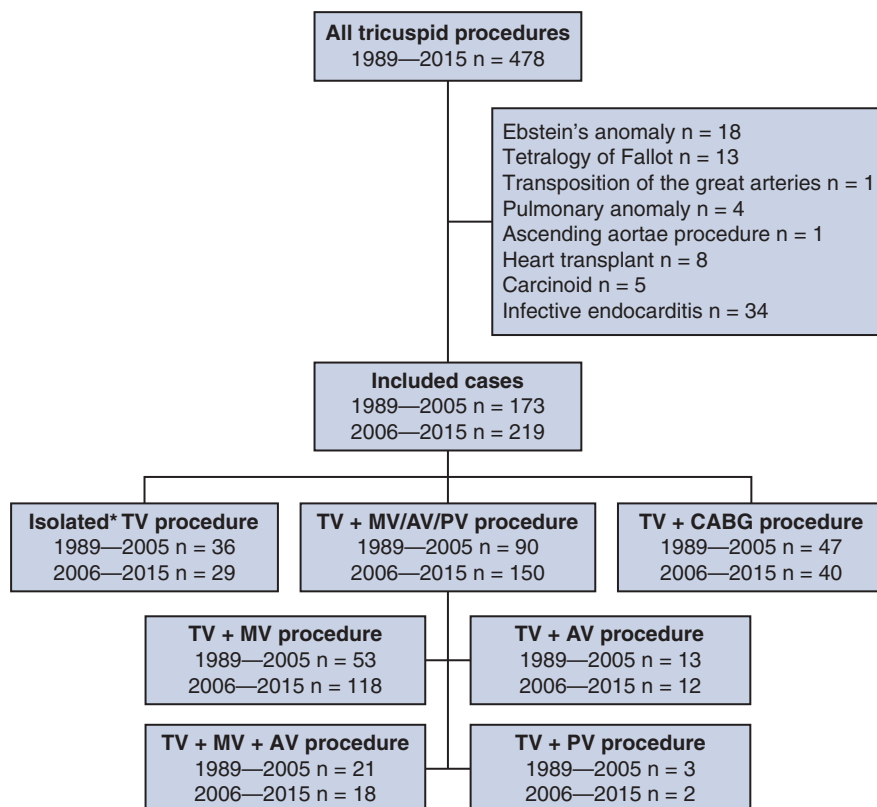 All tricuspid procedures
1989—2015 n = 478
Ebstein's anomaly n = 18
Tetralogy of Fallot n = 13
Transposition of the great arteries n = 1
Pulmonary anomaly n = 4
Ascending aortae procedure n = 1
Heart transplant n = 8
Carcinoid n = 5
Infective endocarditis n = 34
Included cases
1989—2005 n = 173
2006—2015 n = 219
Isolated* TV procedure
1989—2005 n = 36
2006—2015 n = 29
TV + MV/AV/PV procedure
1989—2005 n = 90
2006—2015 n = 150
TV + CABG procedure
1989—2005 n = 47
2006—2015 n = 40
TV + MV procedure
1989—2005 n = 53
2006—2015 n = 118
TV + AV procedure
1989—2005 n = 13
2006—2015 n = 12
TV + MV + AV procedure
1989—2005 n = 21
2006—2015 n = 18
TV + PV procedure
1989—2005 n = 3
2006—2015 n = 2